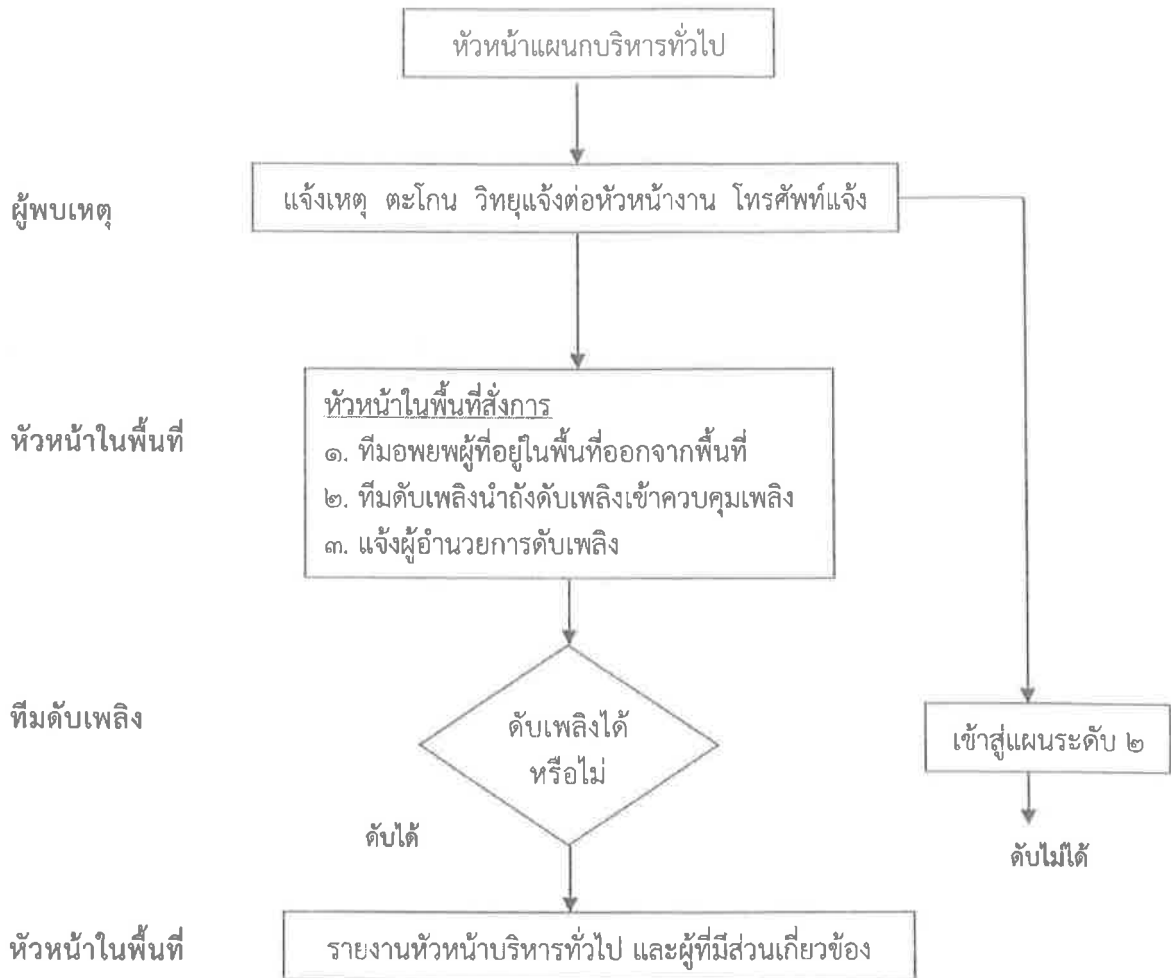 หัวหน้าแผนกบริหารทั่วไป
ผู้พบเหตุ
แจ้งเหตุ ตะโกน วิทยุแจ้งต่อหัวหน้างาน โทรศัพท์แจ้ง
หัวหน้าในพื้นที่
หัวหน้าในพื้นที่สั่งการ
๑. ทีมอพยพผู้ที่อยู่ในพื้นที่ออกจากพื้นที่
๒. ทีมดับเพลิงนำถังดับเพลิงเข้าควบคุมเพลิง
๓. แจ้งผู้อำนวยการดับเพลิง
ทีมดับเพลิง
ดับเพลิงได้
หรือไม่
เข้าสู่แผนระดับ ๒
ดับได้
ดับไม่ได้
หัวหน้าในพื้นที่
รายงานหัวหน้าบริหารทั่วไป และผู้ที่มีส่วนเกี่ยวข้อง